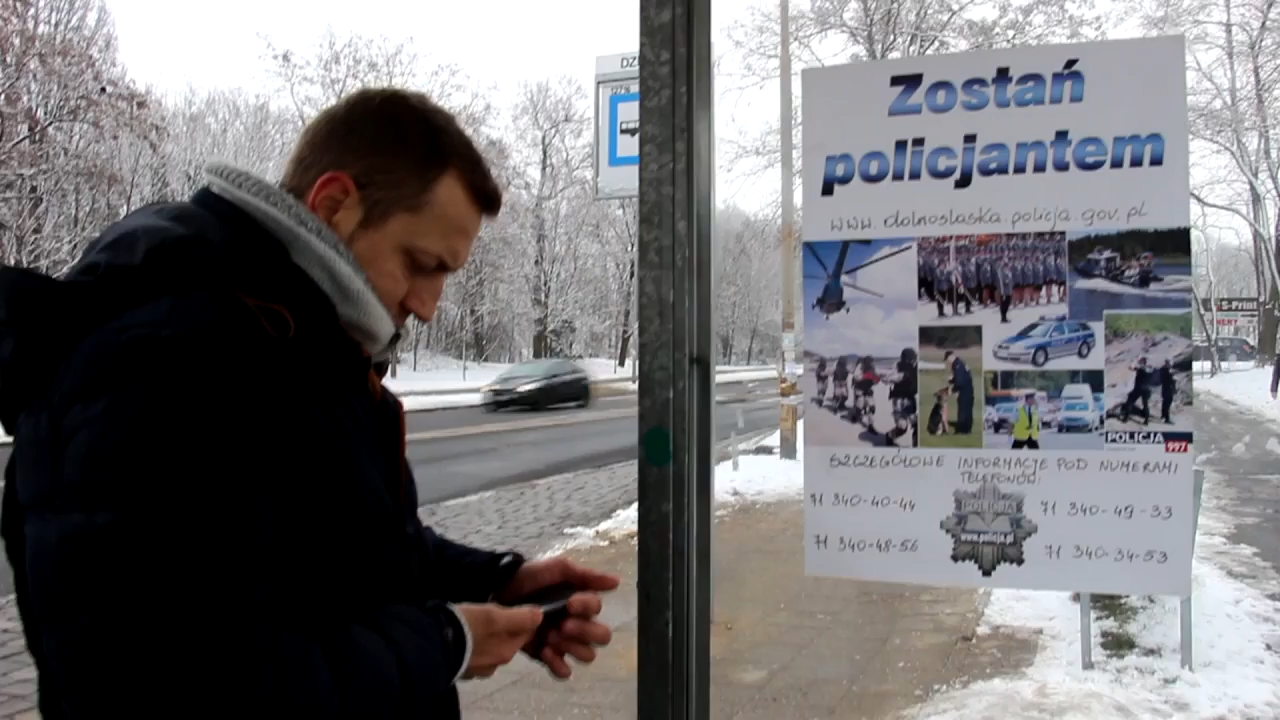 Zostań
policjantem
www.dolnoslaska.policja.gov.pl
POLICJA 997
SZCZEGÓŁOWE INFORMACJE POD NUMERAMI
TELEFONÓW:
71 340-40-44
71 340-49-33
POLICJA
www.policja.pl
71 340-48-56
71 340-34-53